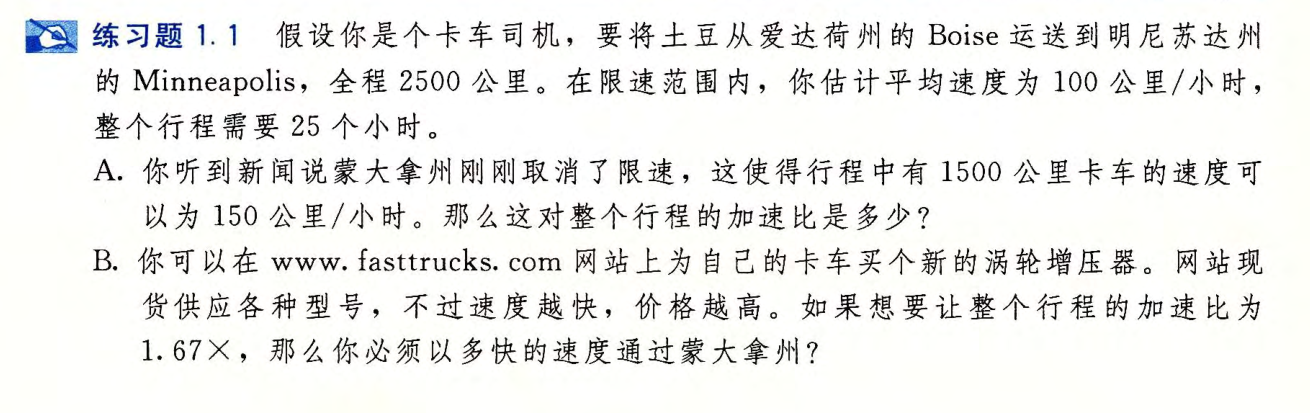 练习题 1.1 假设你是个卡车司机，要将土豆从爱达荷州的 Boise 运送到明尼苏达州
的 Minneapolis，全程 2500 公里。在限速范围内，你估计平均速度为 100 公里/小时，
整个行程需要 25 个小时。
A. 你听到新闻说蒙大拿州刚刚取消了限速，这使得行程中有 1500 公里卡车的速度可
以为 150 公里/小时。那么这对整个行程的加速比是多少？
B. 你可以在 www.fasttrucks.com 网站上为自己的卡车买个新的涡轮增压器。网站现
货供应各种型号，不过速度越快，价格越高。如果想要让整个行程的加速比为
1.67×，那么你必须以多快的速度通过蒙大拿州？